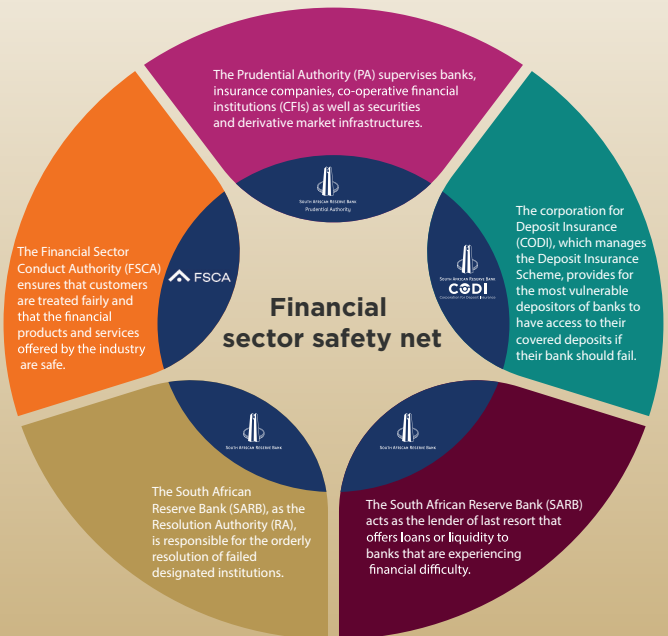 The Prudential Authority (PA) supervises banks,
insurance companies, co-operative financial
institutions (CFIs) as well as securities
and derivative market infrastructures.
South African Reserve Bank
Prudential Authority
The corporation for
Deposit Insurance
(CODI), which manages
the Deposit Insurance
Scheme, provides for
the most vulnerable
depositors of banks to
have access to their
covered deposits if
their bank should fail.
South African Reserve Bank
CODI
Corporation for Deposit Insurance
The Financial Sector
Conduct Authority (FSCA)
ensures that customers
are treated fairly and
that the financial
products and services
offered by the industry
are safe.
FSCA
Financial
sector safety net
South African Reserve Bank
The South African
Reserve Bank (SARB), as the
Resolution Authority (RA),
is responsible for the orderly
resolution of failed
designated institutions.
South African Reserve Bank
The South African Reserve Bank (SARB)
acts as the lender of last resort that
offers loans or liquidity to
banks that are experiencing
financial difficulty.